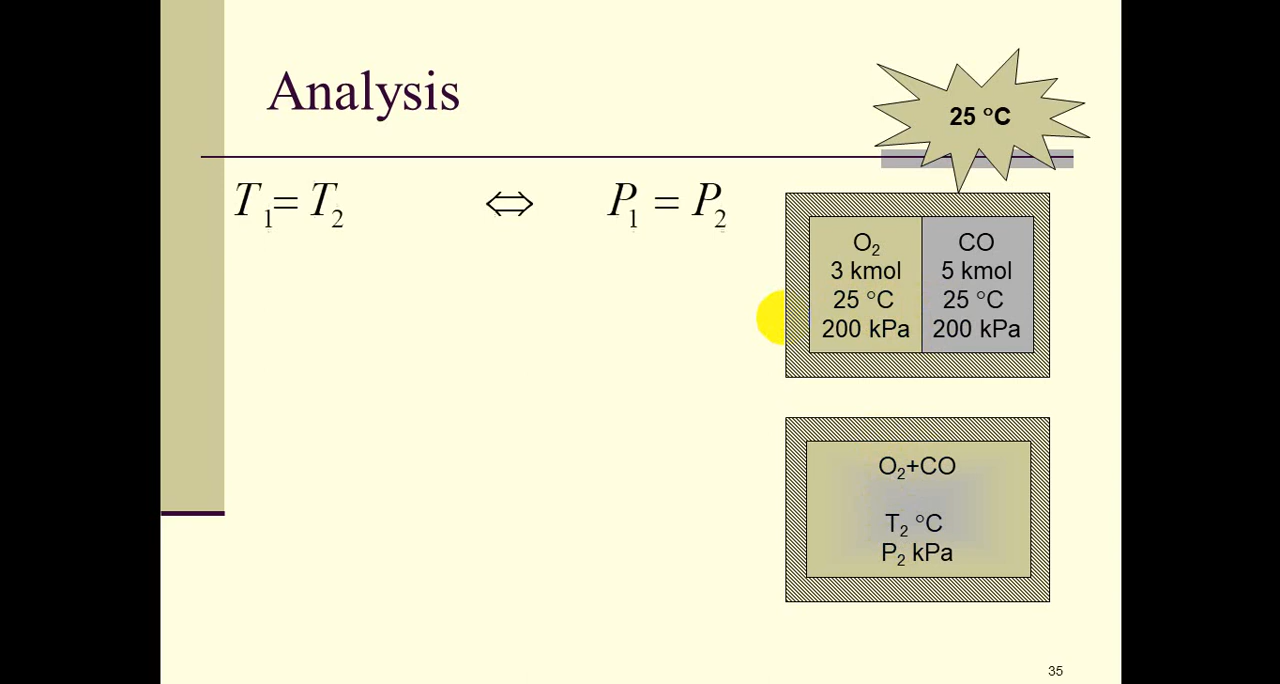 Analysis
25 °C
T₁= T₂ ⇔ P₁ = P₂
O₂
3 kmol
25 °C
200 kPa
CO
5 kmol
25 °C
200 kPa
O₂+CO
T₂ °C
P₂ kPa
35